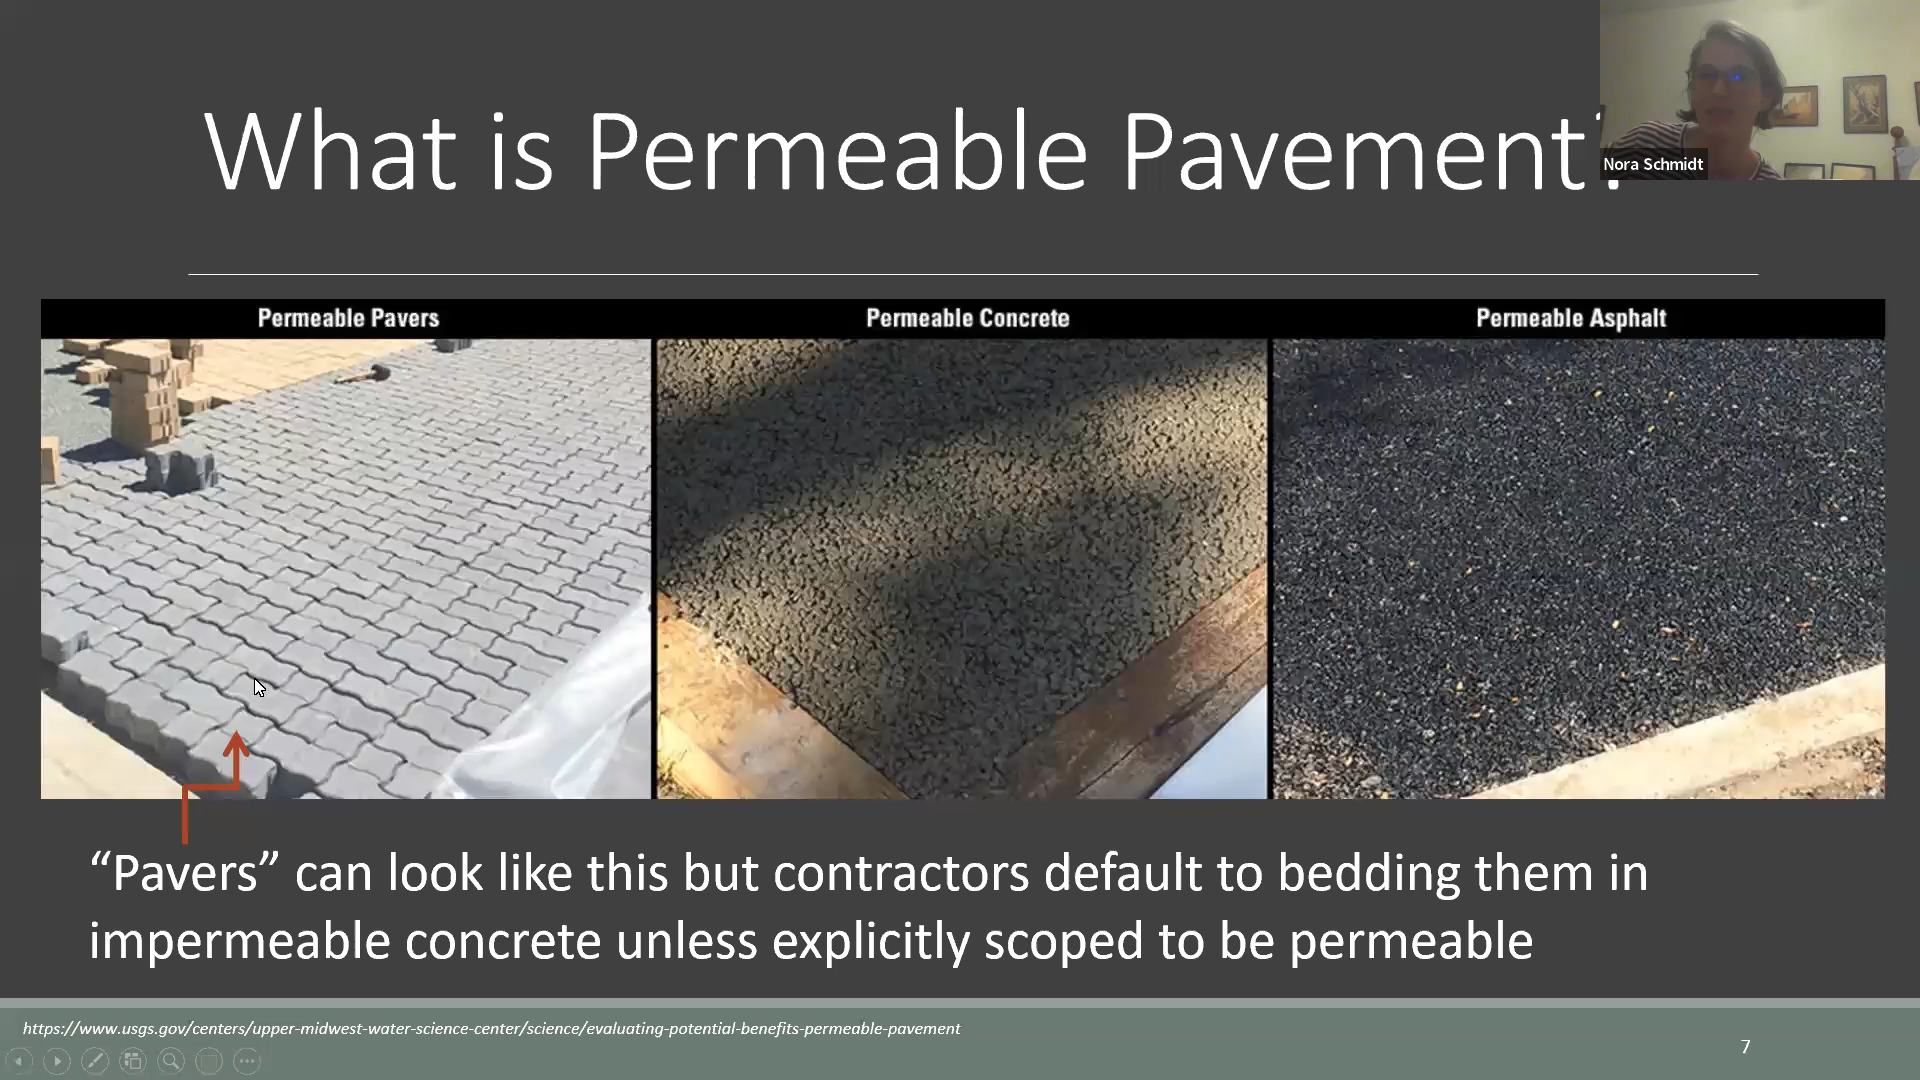 What is Permeable Pavement?
Nora Schmidt
Permeable Pavers
Permeable Concrete
Permeable Asphalt
“Pavers” can look like this but contractors default to bedding them in
impermeable concrete unless explicitly scoped to be permeable
https://www.usgs.gov/centers/upper-midwest-water-science-center/science/evaluating-potential-benefits-permeable-pavement
7